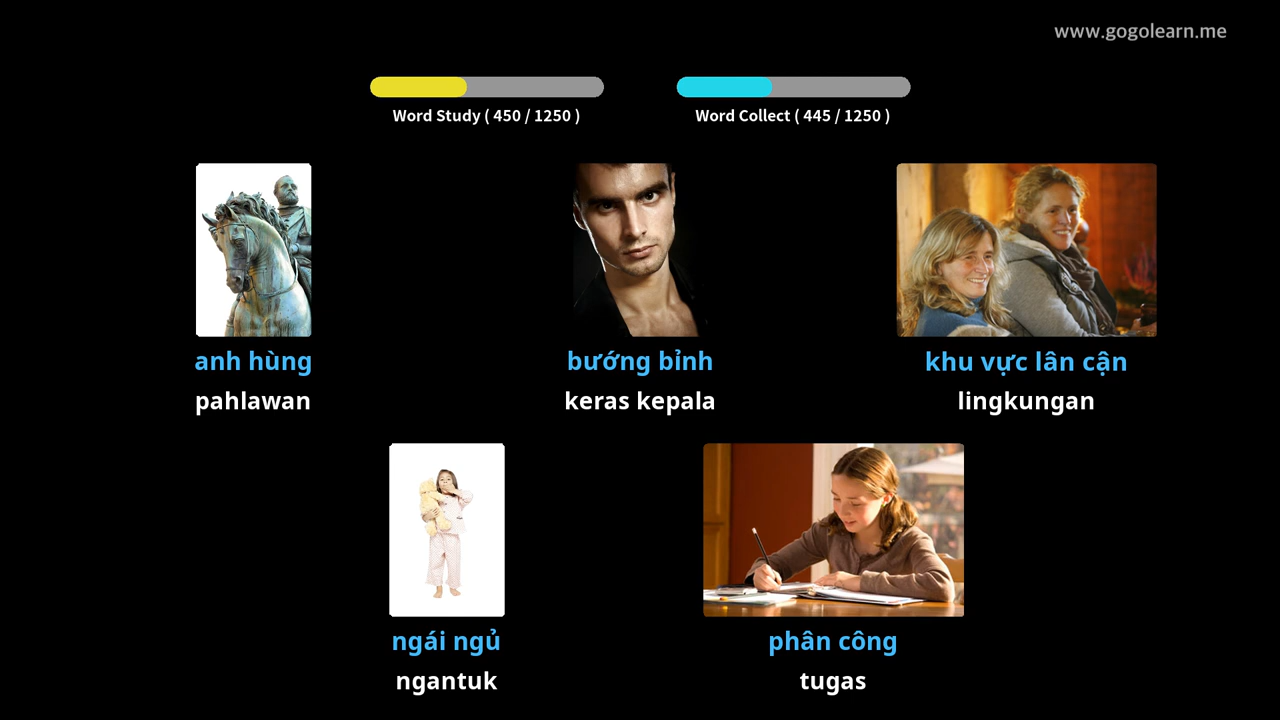 www.gogolearn.me
Word Study ( 450 / 1250 )
Word Collect ( 445 / 1250 )
anh hùng
pahlawan
bướng bỉnh
keras kepala
khu vực lân cận
lingkungan
ngái ngủ
ngantuk
phân công
tugas